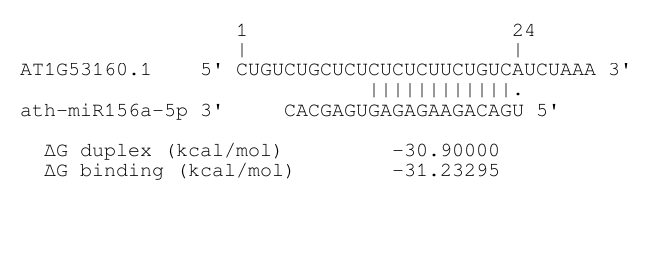 1 24
| |
AT1G53160.1 5' CUGUCUGCUCUCUCUCUUCUGUCAUCUAAA 3'
||||||||||||.
ath-miR156a-5p 3' CACGAGUGAGAGAAGACAGU 5'
ΔG duplex (kcal/mol) -30.90000
ΔG binding (kcal/mol) -31.23295